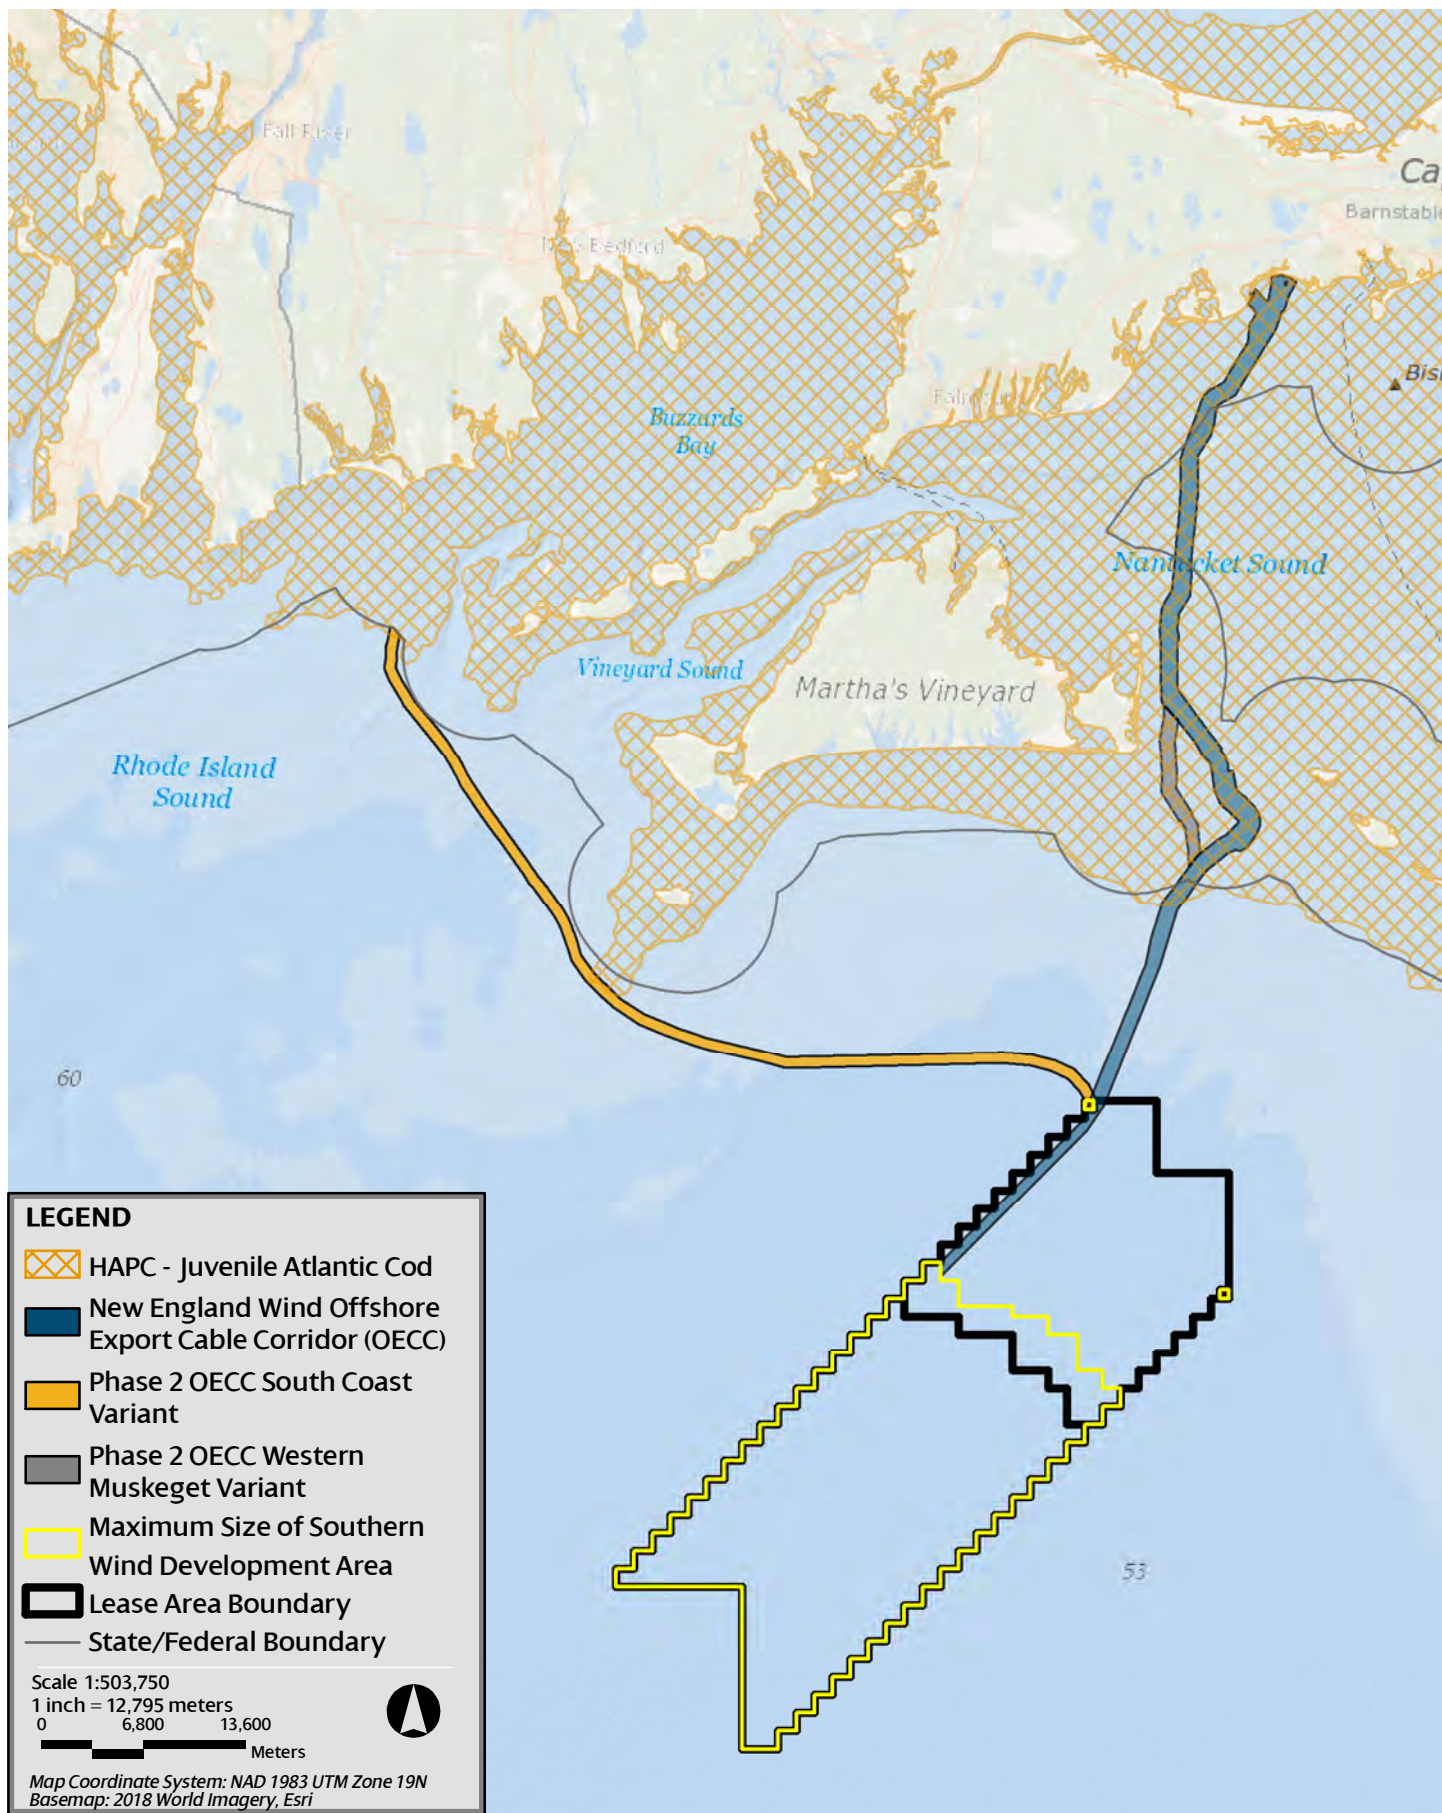 Fall River
Ca
Barnstable
New Bedford
Bis
Buzzards
Bay
Falmouth
Nantucket Sound
Vineyard Sound
Martha's Vineyard
Rhode Island
Sound
60
53
LEGEND
HAPC - Juvenile Atlantic Cod
New England Wind Offshore
Export Cable Corridor (OECC)
Phase 2 OECC South Coast
Variant
Phase 2 OECC Western
Muskeget Variant
Maximum Size of Southern
Wind Development Area
Lease Area Boundary
State/Federal Boundary
Scale 1:503,750
1 inch = 12,795 meters
0 6,800 13,600
Meters
Map Coordinate System: NAD 1983 UTM Zone 19N
Basemap: 2018 World Imagery, Esri